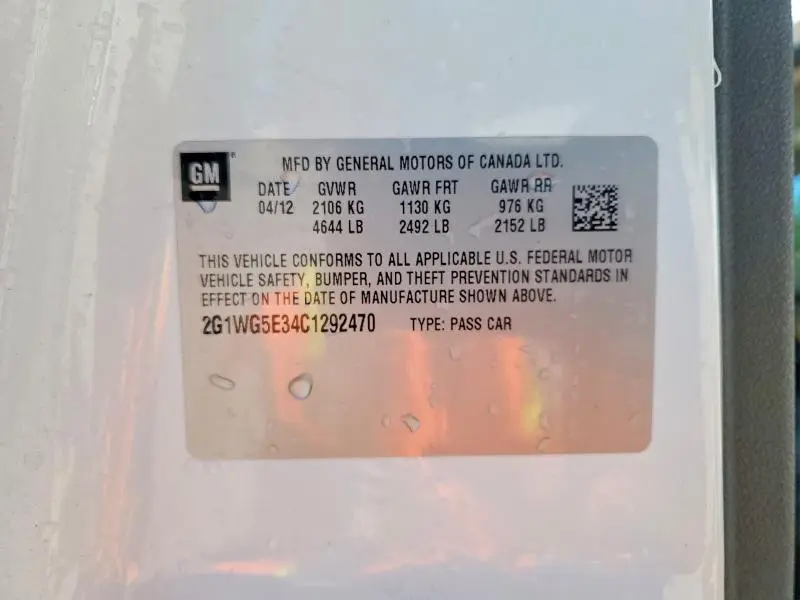 GM ®
MFD BY GENERAL MOTORS OF CANADA LTD.
DATE GVWR GAWR FRT GAWR RR
04/12 2106 KG 1130 KG 976 KG
4644 LB 2492 LB 2152 LB
THIS VEHICLE CONFORMS TO ALL APPLICABLE U.S. FEDERAL MOTOR
VEHICLE SAFETY, BUMPER, AND THEFT PREVENTION STANDARDS IN
EFFECT ON THE DATE OF MANUFACTURE SHOWN ABOVE.
2G1WG5E34C1292470 TYPE: PASS CAR